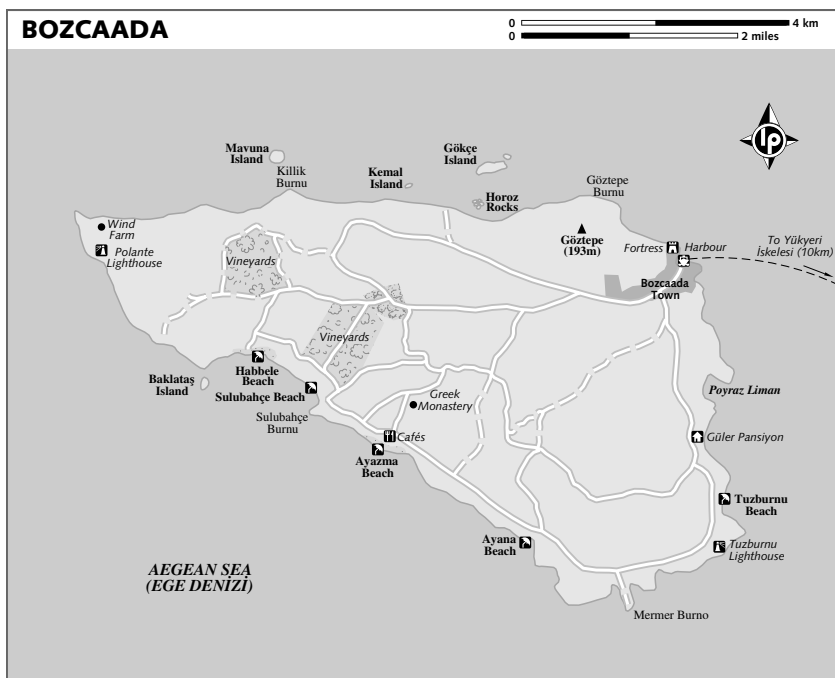 BOZCAADA
0 4 km
0 2 miles
lp
Mavuna
Island
Killik
Burnu
Kemal
Island
Gökçe
Island
Horoz
Rocks
Göztepe
Burnu
Göztepe
(193m)
Fortress
Harbour
To Yükyeri
İskelesi (10km)
Bozcaada
Town
Wind
Farm
Polante
Lighthouse
Vineyards
Vineyards
Habbele
Beach
Baklataş
Island
Sulubahçe Beach
Sulubahçe
Burnu
Greek
Monastery
Cafés
Ayazma
Beach
Poyraz Liman
Güler Pansiyon
Tuzburnu
Beach
Ayana
Beach
Tuzburnu
Lighthouse
AEGEAN SEA
(EGE DENİZİ)
Mermer Burno